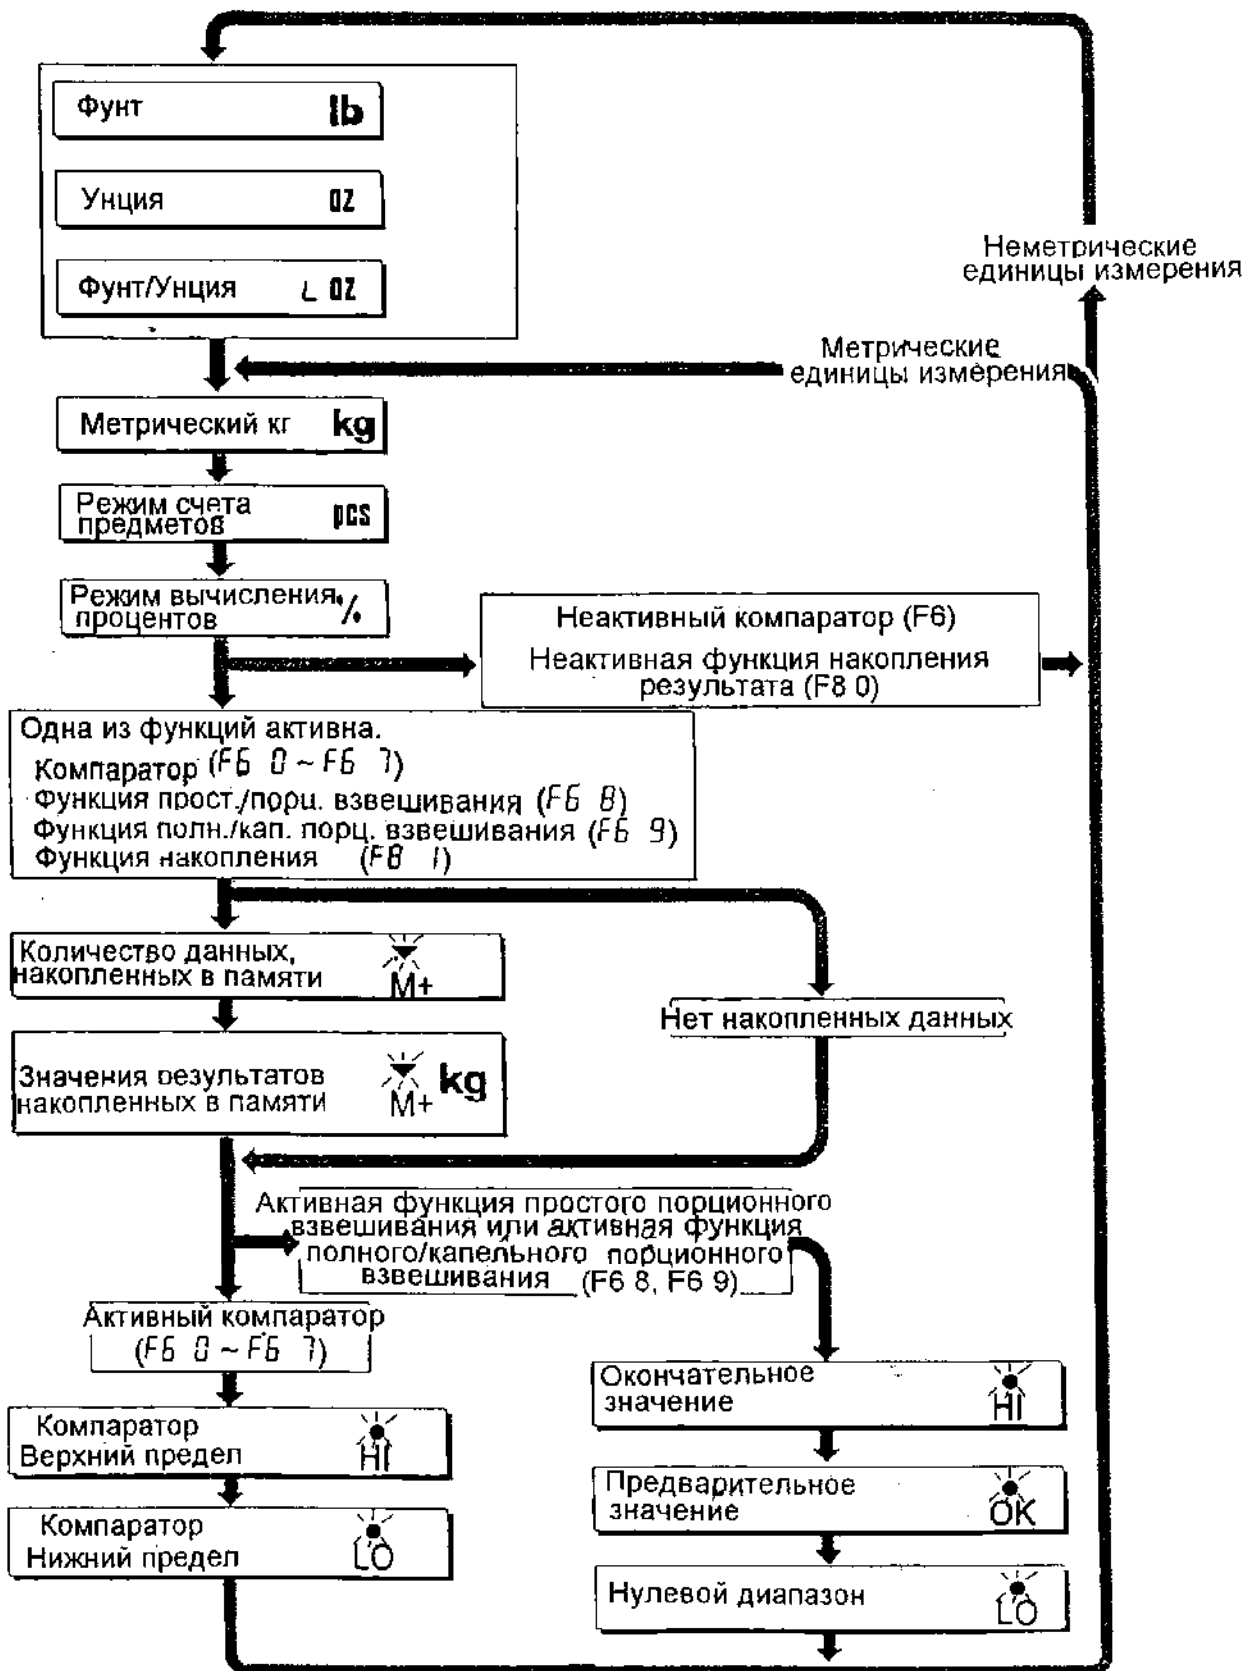 Фунт lb
Унция oz
Фунт/Унция L oz
Неметрические
единицы измерения
Метрические
единицы измерения
Метрический кг kg
Режим счета
предметов pcs
Режим вычисления
процентов %
Неактивный компаратор (F6)
Неактивная функция накопления
результата (F8 0)
Одна из функций активна.
Компаратор (F6 0 ~ F6 7)
Функция прост./порц. взвешивания (F6 8)
Функция полн./кап. порц. взвешивания (F6 9)
Функция накопления (F8 1)
Количество данных,
накопленных в памяти M+
Нет накопленных данных
Значения результатов
накопленных в памяти M+ kg
Активная функция простого порционного
взвешивания или активная функция
полного/капельного порционного
взвешивания (F6 8, F6 9)
Активный компаратор
(F6 0 ~ F6 7)
Окончательное
значение HI
Компаратор
Верхний предел HI
Предварительное
значение OK
Компаратор
Нижний предел LO
Нулевой диапазон LO